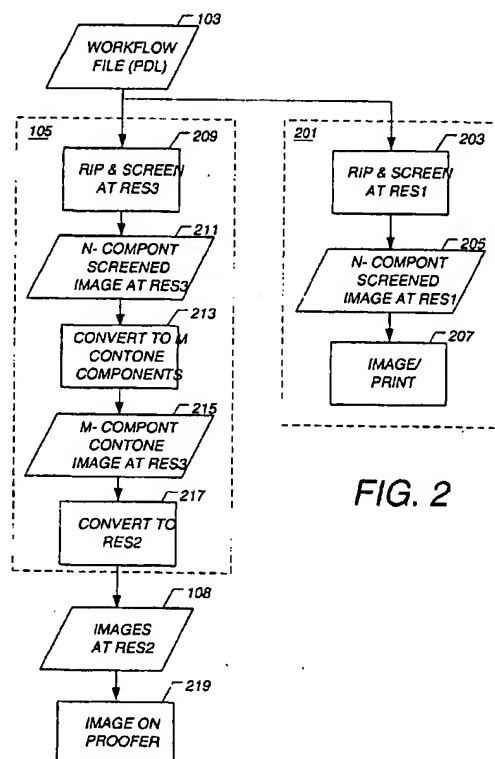 103
WORKFLOW
FILE (PDL)
105
209
RIP & SCREEN
AT RES3
211
N- COMPONT
SCREENED
IMAGE AT RES3
213
CONVERT TO M
CONTONE
COMPONENTS
215
M- COMPONT
CONTONE
IMAGE AT RES3
217
CONVERT TO
RES2
108
IMAGES
AT RES2
219
IMAGE ON
PROOFER
201
203
RIP & SCREEN
AT RES1
205
N- COMPONT
SCREENED
IMAGE AT RES1
207
IMAGE/
PRINT
FIG. 2